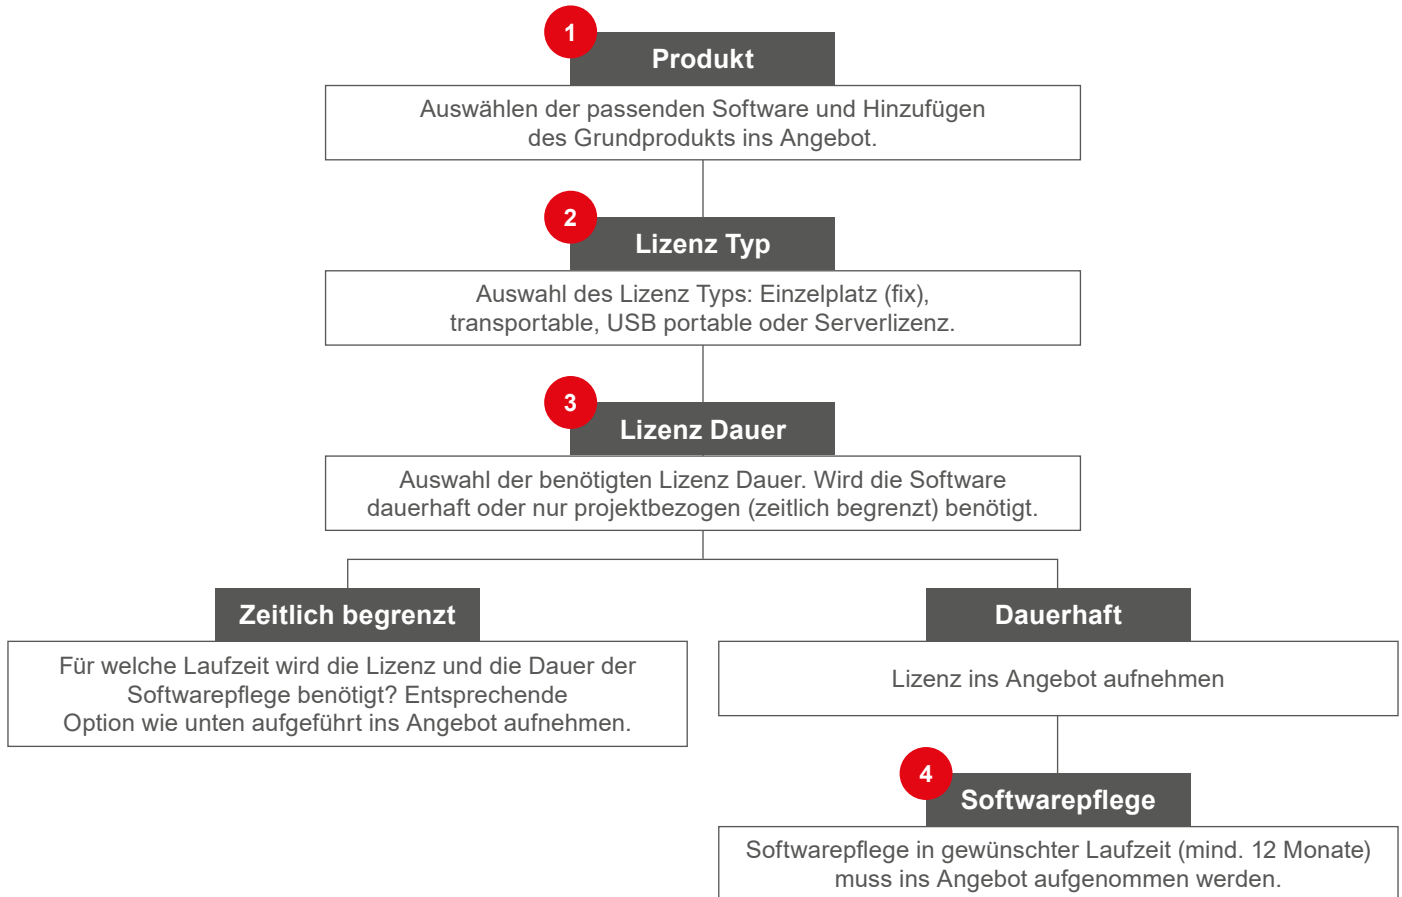 1
Produkt
Auswählen der passenden Software und Hinzufügen
des Grundprodukts ins Angebot.
2
Lizenz Typ
Auswahl des Lizenz Typs: Einzelplatz (fix),
transportable, USB portable oder Serverlizenz.
3
Lizenz Dauer
Auswahl der benötigten Lizenz Dauer. Wird die Software
dauerhaft oder nur projektbezogen (zeitlich begrenzt) benötigt.
Zeitlich begrenzt
Für welche Laufzeit wird die Lizenz und die Dauer der
Softwarepflege benötigt? Entsprechende
Option wie unten aufgeführt ins Angebot aufnehmen.
Dauerhaft
Lizenz ins Angebot aufnehmen
4
Softwarepflege
Softwarepflege in gewünschter Laufzeit (mind. 12 Monate)
muss ins Angebot aufgenommen werden.